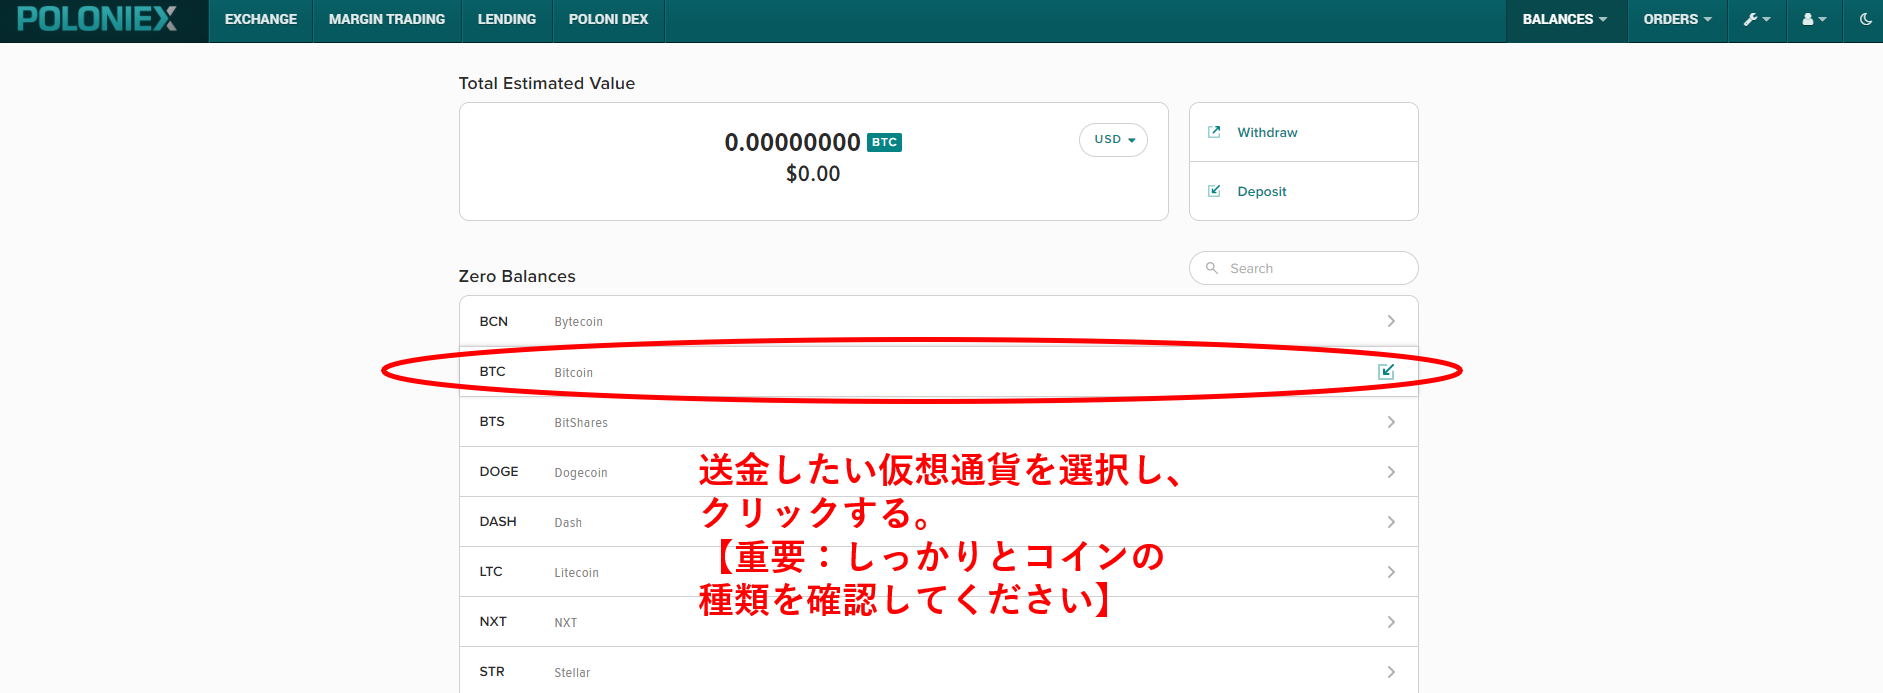 POLONIEX
EXCHANGE MARGIN TRADING LENDING POLONI DEX BALANCES ORDERS
Total Estimated Value
0.00000000 BTC
$0.00
USD
Withdraw
Deposit
Zero Balances
Search
BCN Bytecoin
BTC Bitcoin
BTS BitShares
DOGE Dogecoin
DASH Dash
LTC Litecoin
NXT NXT
STR Stellar
送金したい仮想通貨を選択し、
クリックする。
【重要：しっかりとコインの
種類を確認してください】